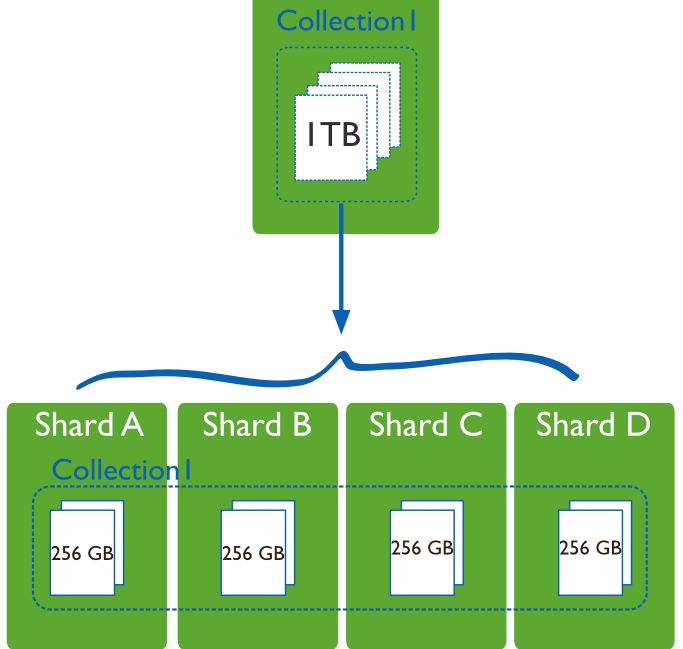 Collection1
1TB
Shard A
Shard B
Shard C
Shard D
Collection1
256 GB
256 GB
256 GB
256 GB